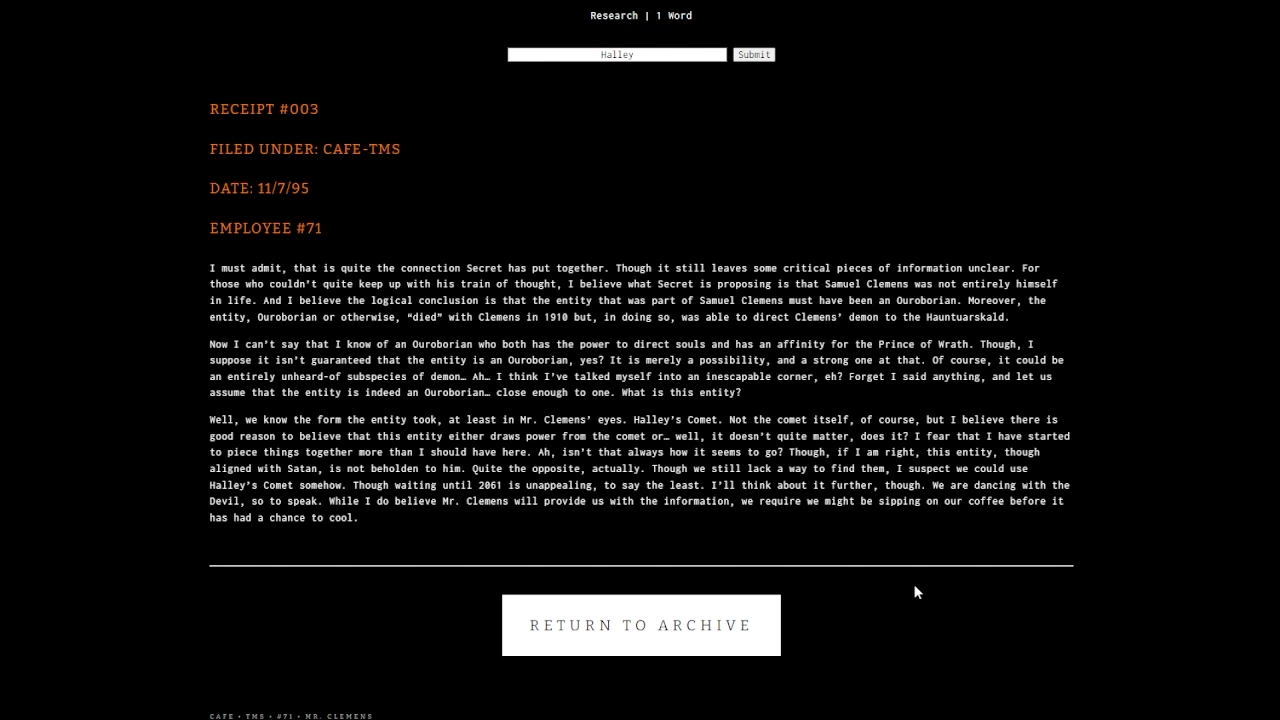 Research | 1 Word
Halley
Submit
RECEIPT #003
FILED UNDER: CAFE-TMS
DATE: 11/7/95
EMPLOYEE #71
I must admit, that is quite the connection Secret has put together. Though it still leaves some critical pieces of information unclear. For
those who couldn't quite keep up with his train of thought, I believe what Secret is proposing is that Samuel Clemens was not entirely himself
in life. And I believe the logical conclusion is that the entity that was part of Samuel Clemens must have been an Ouroborian. Moreover, the
entity, Ouroborian or otherwise, “died” with Clemens in 1910 but, in doing so, was able to direct Clemens’ demon to the Hauntuarskald.
Now I can’t say that I know of an Ouroborian who both has the power to direct souls and has an affinity for the Prince of Wrath. Though, I
suppose it isn’t guaranteed that the entity is an Ouroborian, yes? It is merely a possibility, and a strong one at that. Of course, it could be
an entirely unheard-of subspecies of demon… Ah… I think I’ve talked myself into an inescapable corner, eh? Forget I said anything, and let us
assume that the entity is indeed an Ouroborian… close enough to one. What is this entity?
Well, we know the form the entity took, at least in Mr. Clemens’ eyes. Halley’s Comet. Not the comet itself, of course, but I believe there is
good reason to believe that this entity either draws power from the comet or… well, it doesn’t quite matter, does it? I fear that I have started
to piece things together more than I should have here. Ah, isn’t that always how it seems to go? Though, if I am right, this entity, though
aligned with Satan, is not beholden to him. Quite the opposite, actually. Though we still lack a way to find them, I suspect we could use
Halley’s Comet somehow. Though waiting until 2061 is unappealing, to say the least. I’ll think about it further, though. We are dancing with the
Devil, so to speak. While I do believe Mr. Clemens will provide us with the information, we require we might be sipping on our coffee before it
has had a chance to cool.
RETURN TO ARCHIVE
CAFE • TMS • #71 • MR. CLEMENS